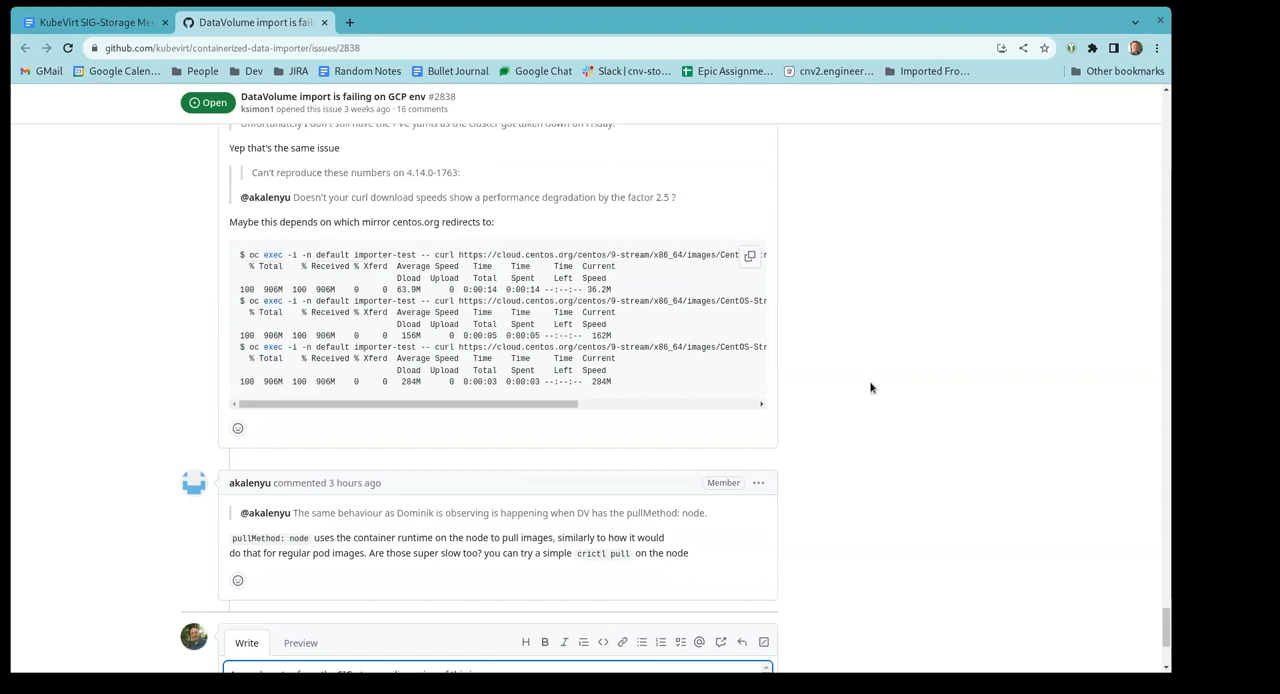 KubeVirt SIG-Storage Me
DataVolume import is fail
github.com/kubevirt/containerized-data-importer/issues/2838
GMail
Google Calen...
People
Dev
JIRA
Random Notes
Bullet Journal
Google Chat
Slack | cnv-sto...
Epic Assignme...
cnv2.engineer...
Imported Fro...
Other bookmarks
Open
DataVolume import is failing on GCP env #2838
ksimon1 opened this issue 3 weeks ago · 16 comments
Unfortunately I don't still have the PVC yamls as the cluster got taken down on Friday.
Yep that's the same issue
Can't reproduce these numbers on 4.14.0-1763:
@akalenyu Doesn't your curl download speeds show a performance degradation by the factor 2.5 ?
Maybe this depends on which mirror centos.org redirects to:
$ oc exec -i -n default importer-test -- curl https://cloud.centos.org/centos/9-stream/x86_64/images/Cent
% Total % Received % Xferd Average Speed Time Time Time Current
Dload Upload Total Spent Left Speed
100 906M 100 906M 0 0 63.9M 0 0:00:14 0:00:14 --:--:-- 36.2M
$ oc exec -i -n default importer-test -- curl https://cloud.centos.org/centos/9-stream/x86_64/images/CentOS-Str
% Total % Received % Xferd Average Speed Time Time Time Current
Dload Upload Total Spent Left Speed
100 906M 100 906M 0 0 156M 0 0:00:05 0:00:05 --:--:-- 162M
$ oc exec -i -n default importer-test -- curl https://cloud.centos.org/centos/9-stream/x86_64/images/CentOS-Str
% Total % Received % Xferd Average Speed Time Time Time Current
Dload Upload Total Spent Left Speed
100 906M 100 906M 0 0 284M 0 0:00:03 0:00:03 --:--:-- 284M
akalenyu commented 3 hours ago
Member
@akalenyu The same behaviour as Dominik is observing is happening when DV has the pullMethod: node.
pullMethod: node uses the container runtime on the node to pull images, similarly to how it would
do that for regular pod images. Are those super slow too? you can try a simple crictl pull on the node
Write
Preview